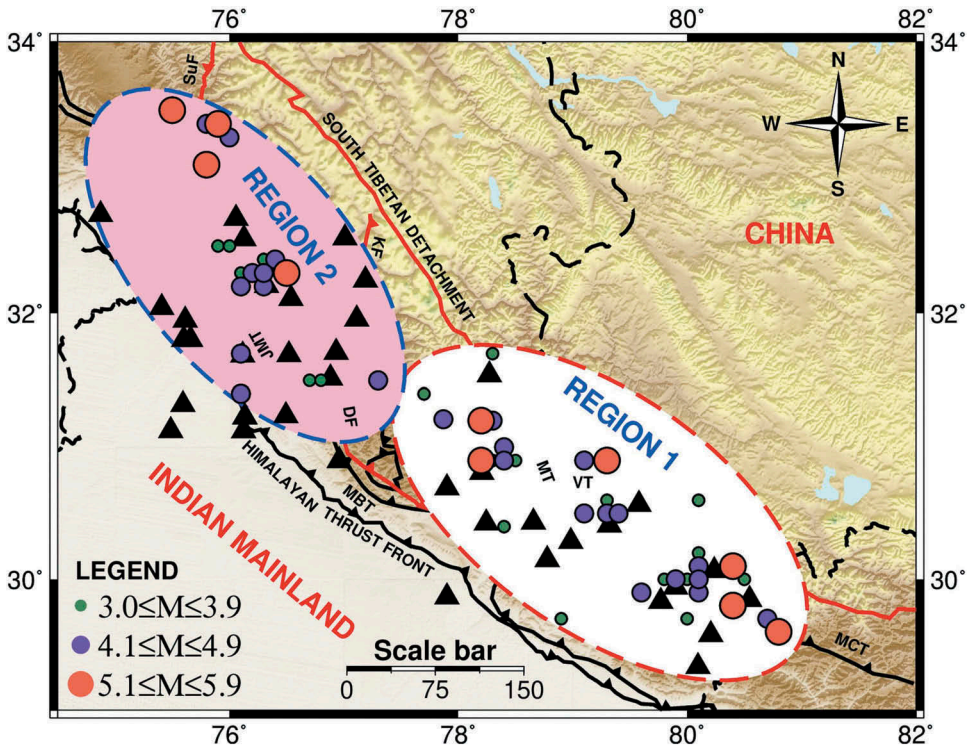 76˚ 78˚ 80˚ 82˚
34˚ 34˚
SuF
N
W E
S
SOUTH TIBETAN DETACHMENT
REGION 2
CHINA
KF
32˚ 32˚
JMT
DF
REGION 1
HIMALAYAN THRUST FRONT
MBT
MT
VT
INDIAN MAINLAND
30˚ 30˚
LEGEND
3.0≤M≤3.9
4.1≤M≤4.9
5.1≤M≤5.9
Scale bar
0 75 150
MCT
76˚ 78˚ 80˚ 82˚